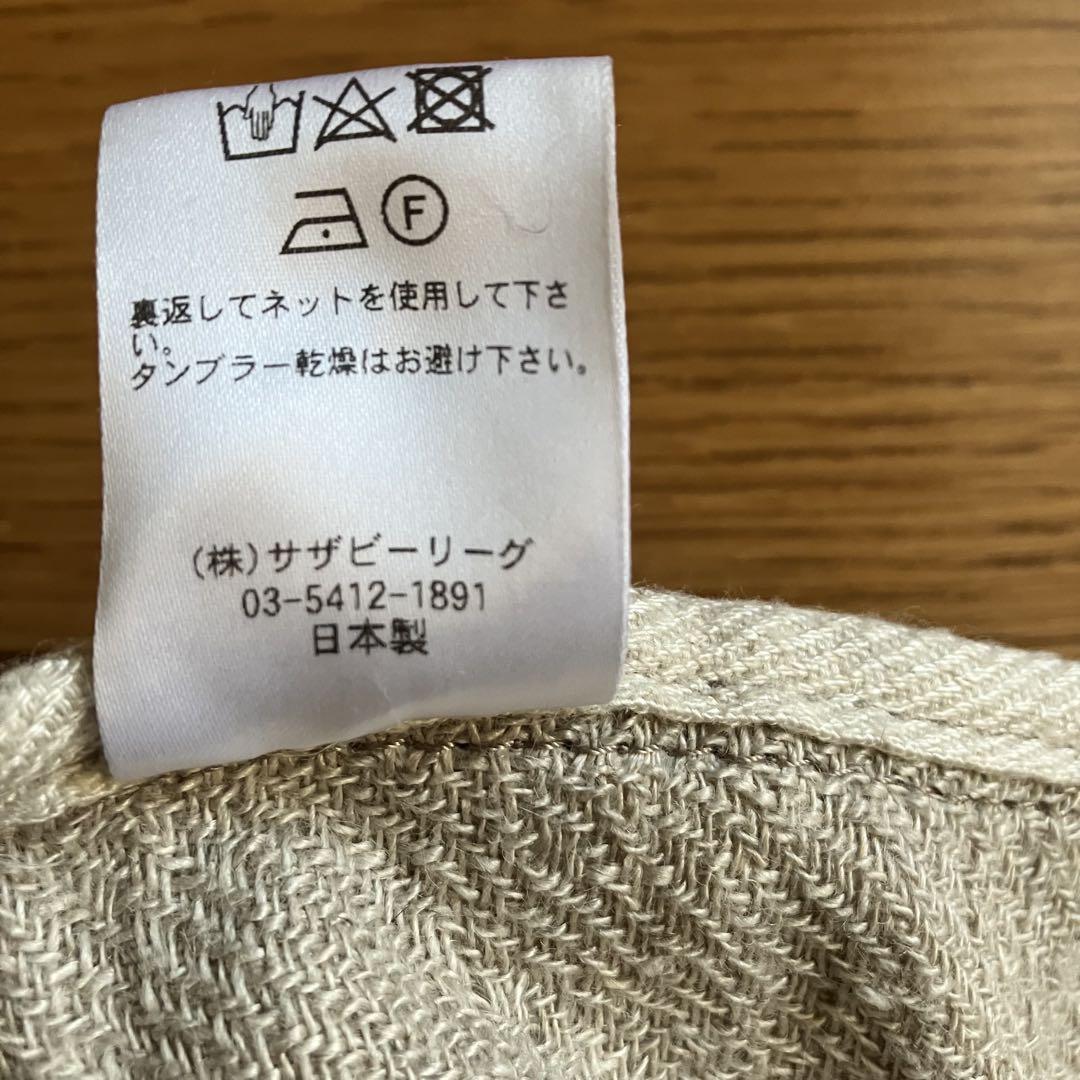 F
裏返してネットを使用して下さ
い。
タンブラー乾燥はお避け下さい。
(株)サザビーリーグ
03-5412-1891
日本製